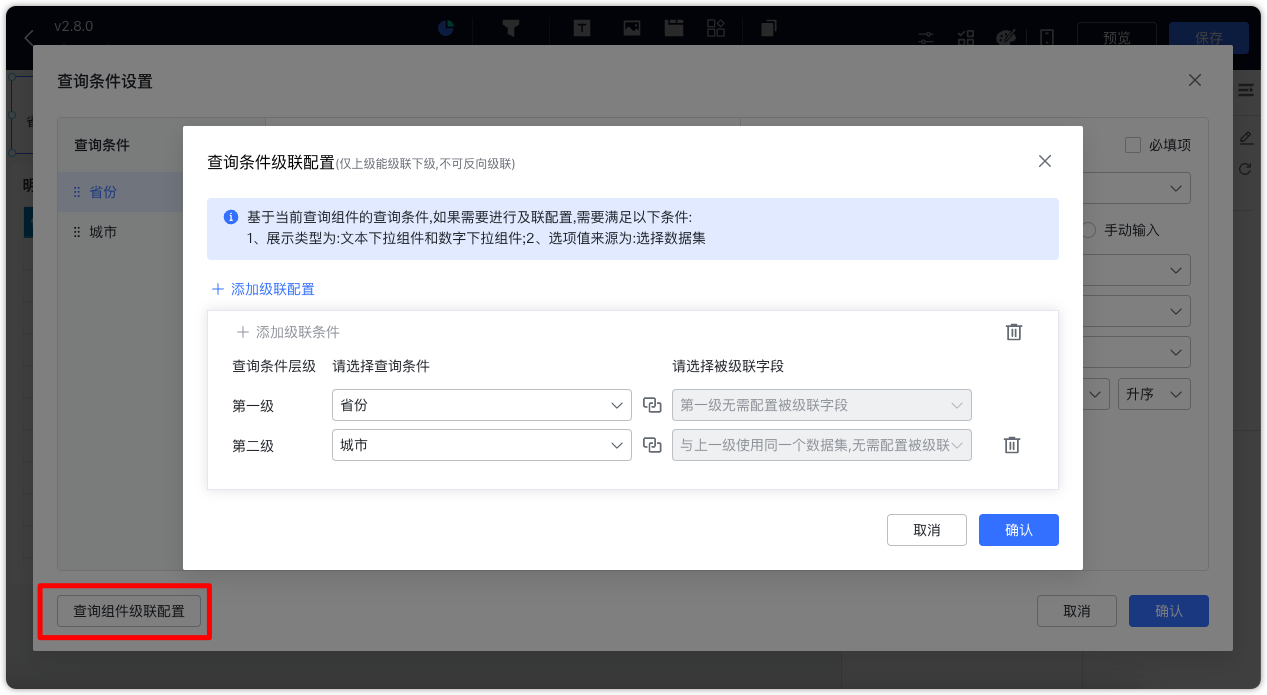 v2.8.0
预览
保存
查询条件设置
查询条件
必填项
省份
城市
手动输入
升序
查询条件级联配置(仅上级能级联下级,不可反向级联)
基于当前查询组件的查询条件,如果需要进行及联配置,需要满足以下条件:
1、展示类型为:文本下拉组件和数字下拉组件;2、选项值来源为:选择数据集
添加级联配置
添加级联条件
查询条件层级 请选择查询条件 请选择被级联字段
第一级 省份 第一级无需配置被级联字段
第二级 城市 与上一级使用同一个数据集,无需配置被级联
取消 确认
查询组件级联配置
取消 确认